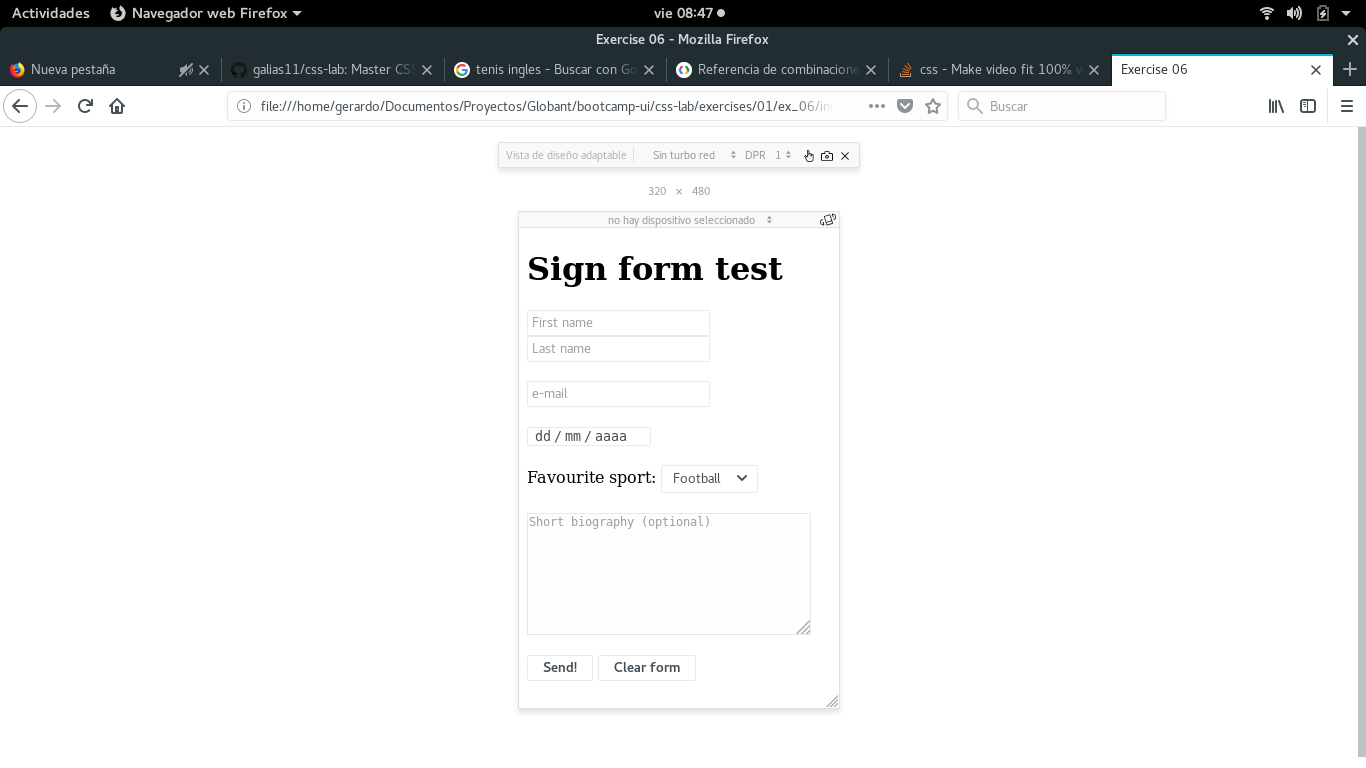 Actividades Navegador web Firefox vie 08:47
Exercise 06 - Mozilla Firefox
Nueva pestaña galias11/css-lab: Master CSS tenis ingles - Buscar con Go Referencia de combinacione css - Make video fit 100% w Exercise 06
file:///home/gerardo/Documentos/Proyectos/Globant/bootcamp-ui/css-lab/exercises/01/ex_06/in Buscar
Vista de diseño adaptable Sin turbo red DPR 1
320 × 480
no hay dispositivo seleccionado
Sign form test
First name
Last name
e-mail
dd / mm / aaaa
Favourite sport: Football
Short biography (optional)
Send! Clear form